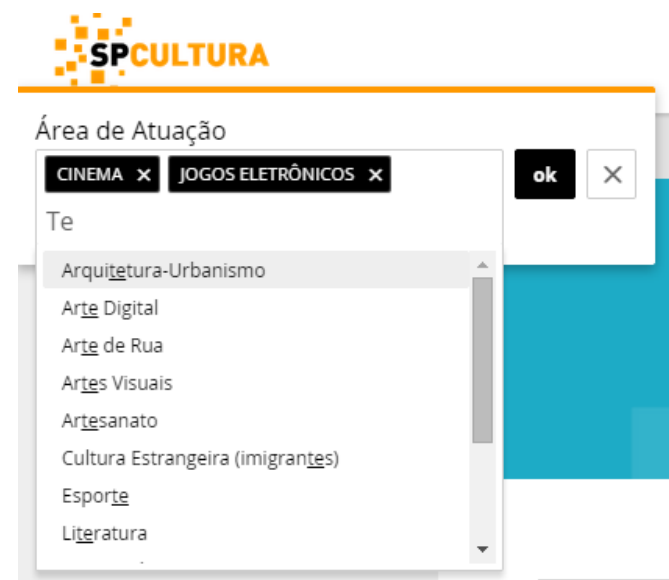 SPCULTURA
Área de Atuação
CINEMA × JOGOS ELETRÔNICOS × ok ×
Te
Arquitetura-Urbanismo
Arte Digital
Arte de Rua
Artes Visuais
Artesanato
Cultura Estrangeira (imigrantes)
Esporte
Literatura